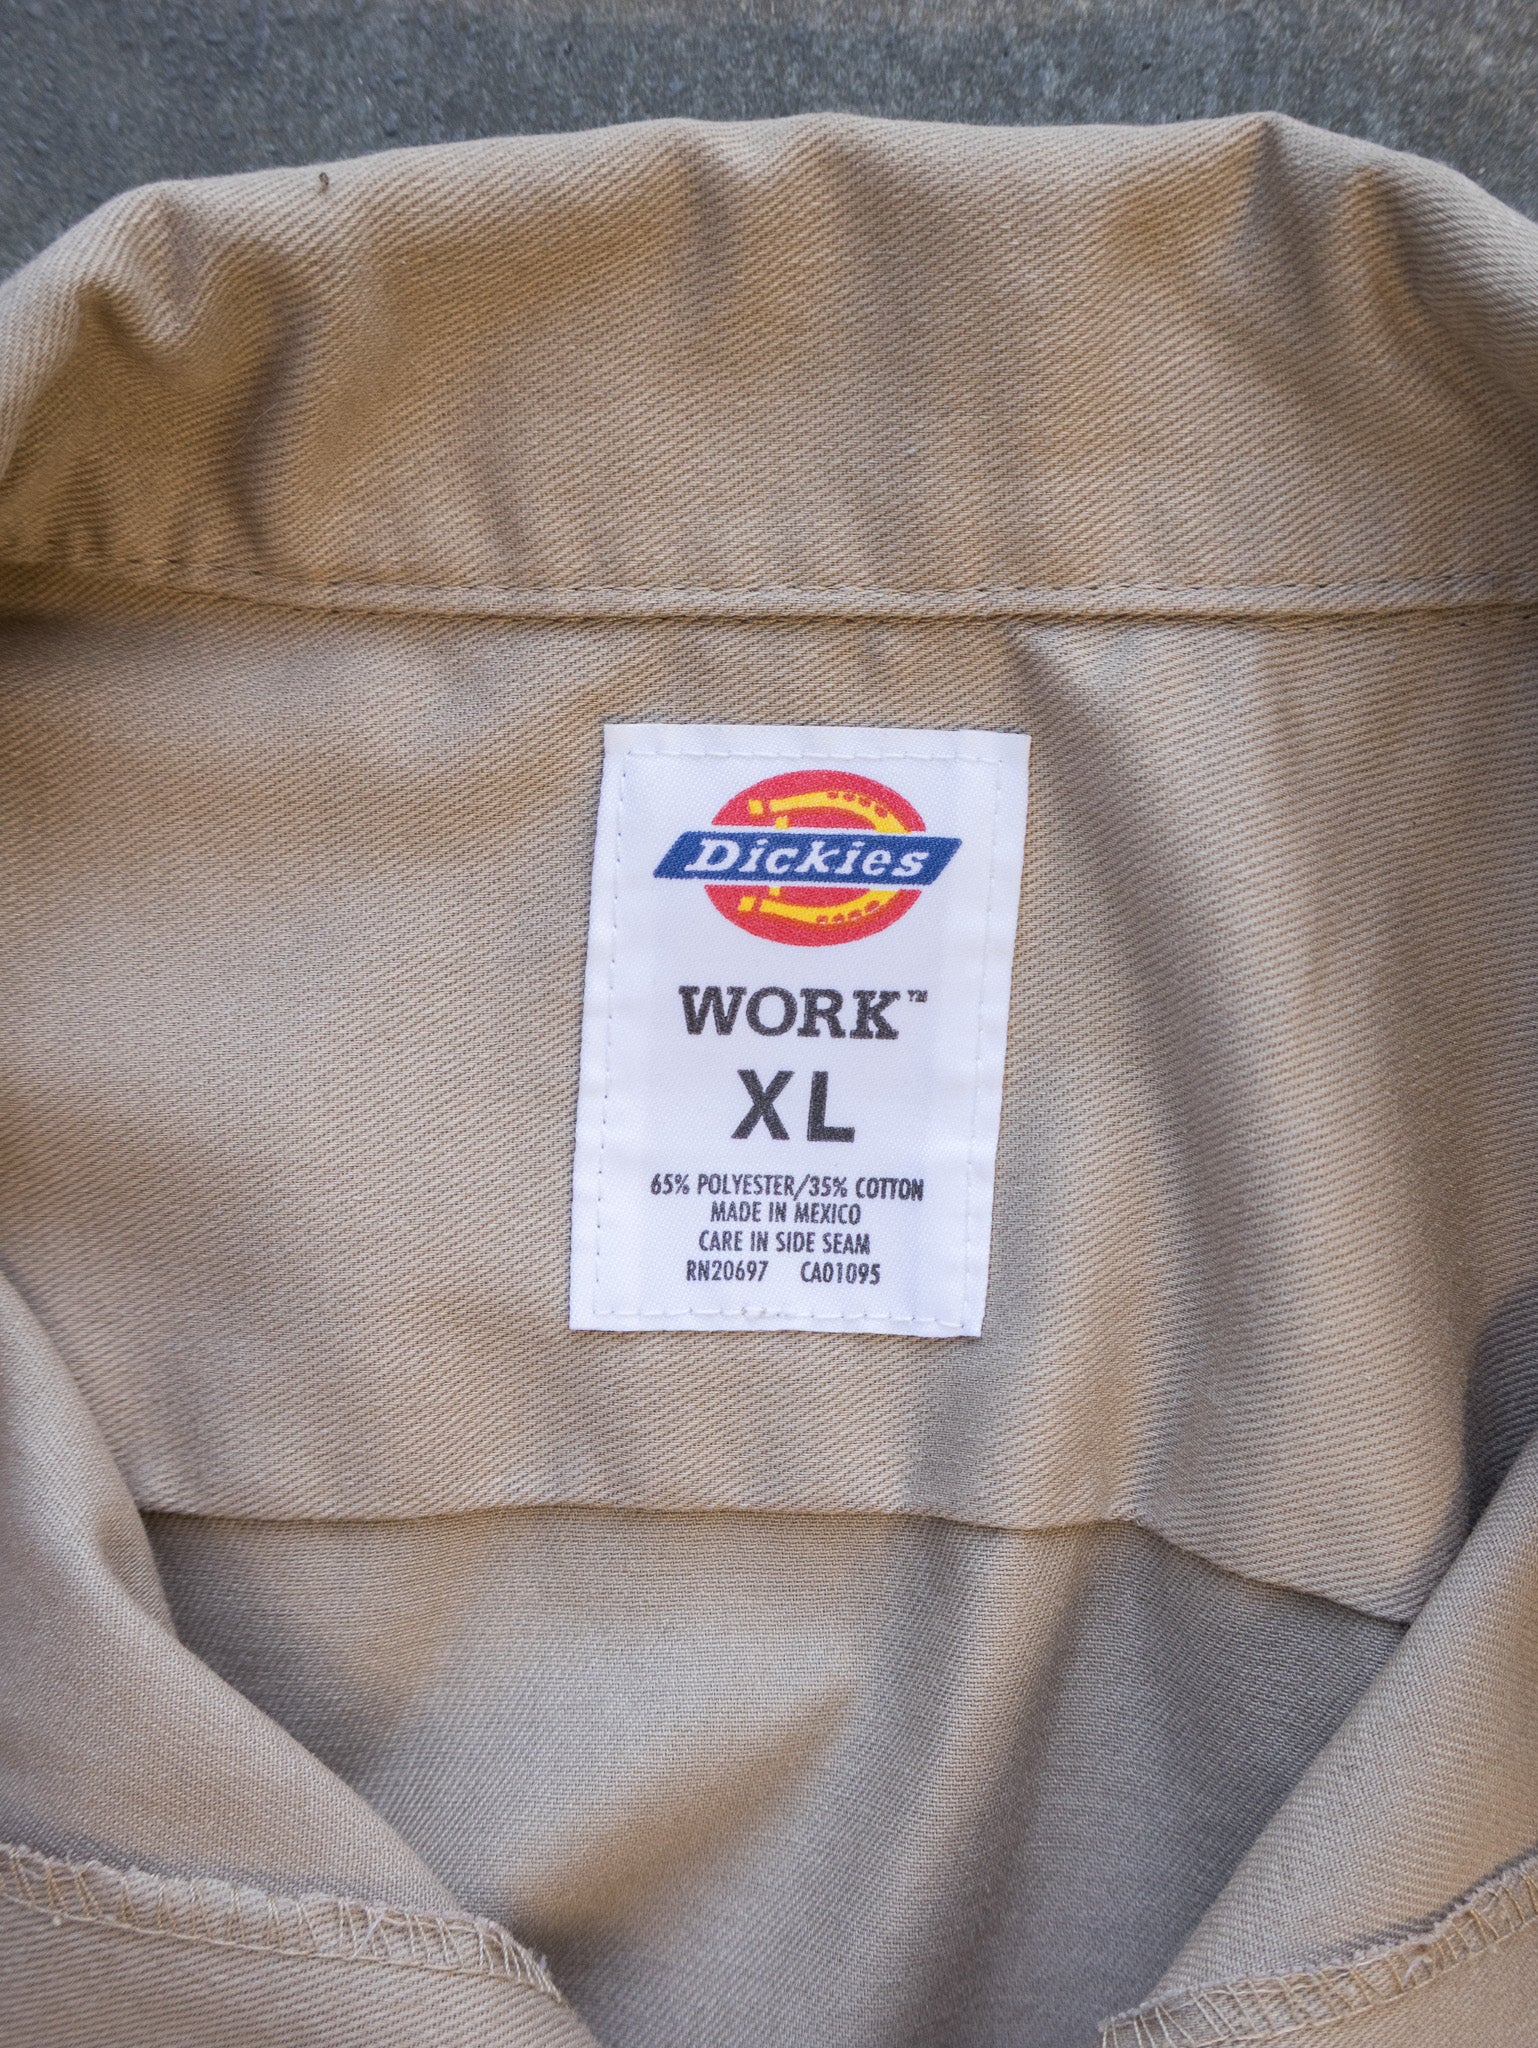 Dickies
WORK™
XL
65% POLYESTER/35% COTTON
MADE IN MEXICO
CARE IN SIDE SEAM
RN20697 CA01095